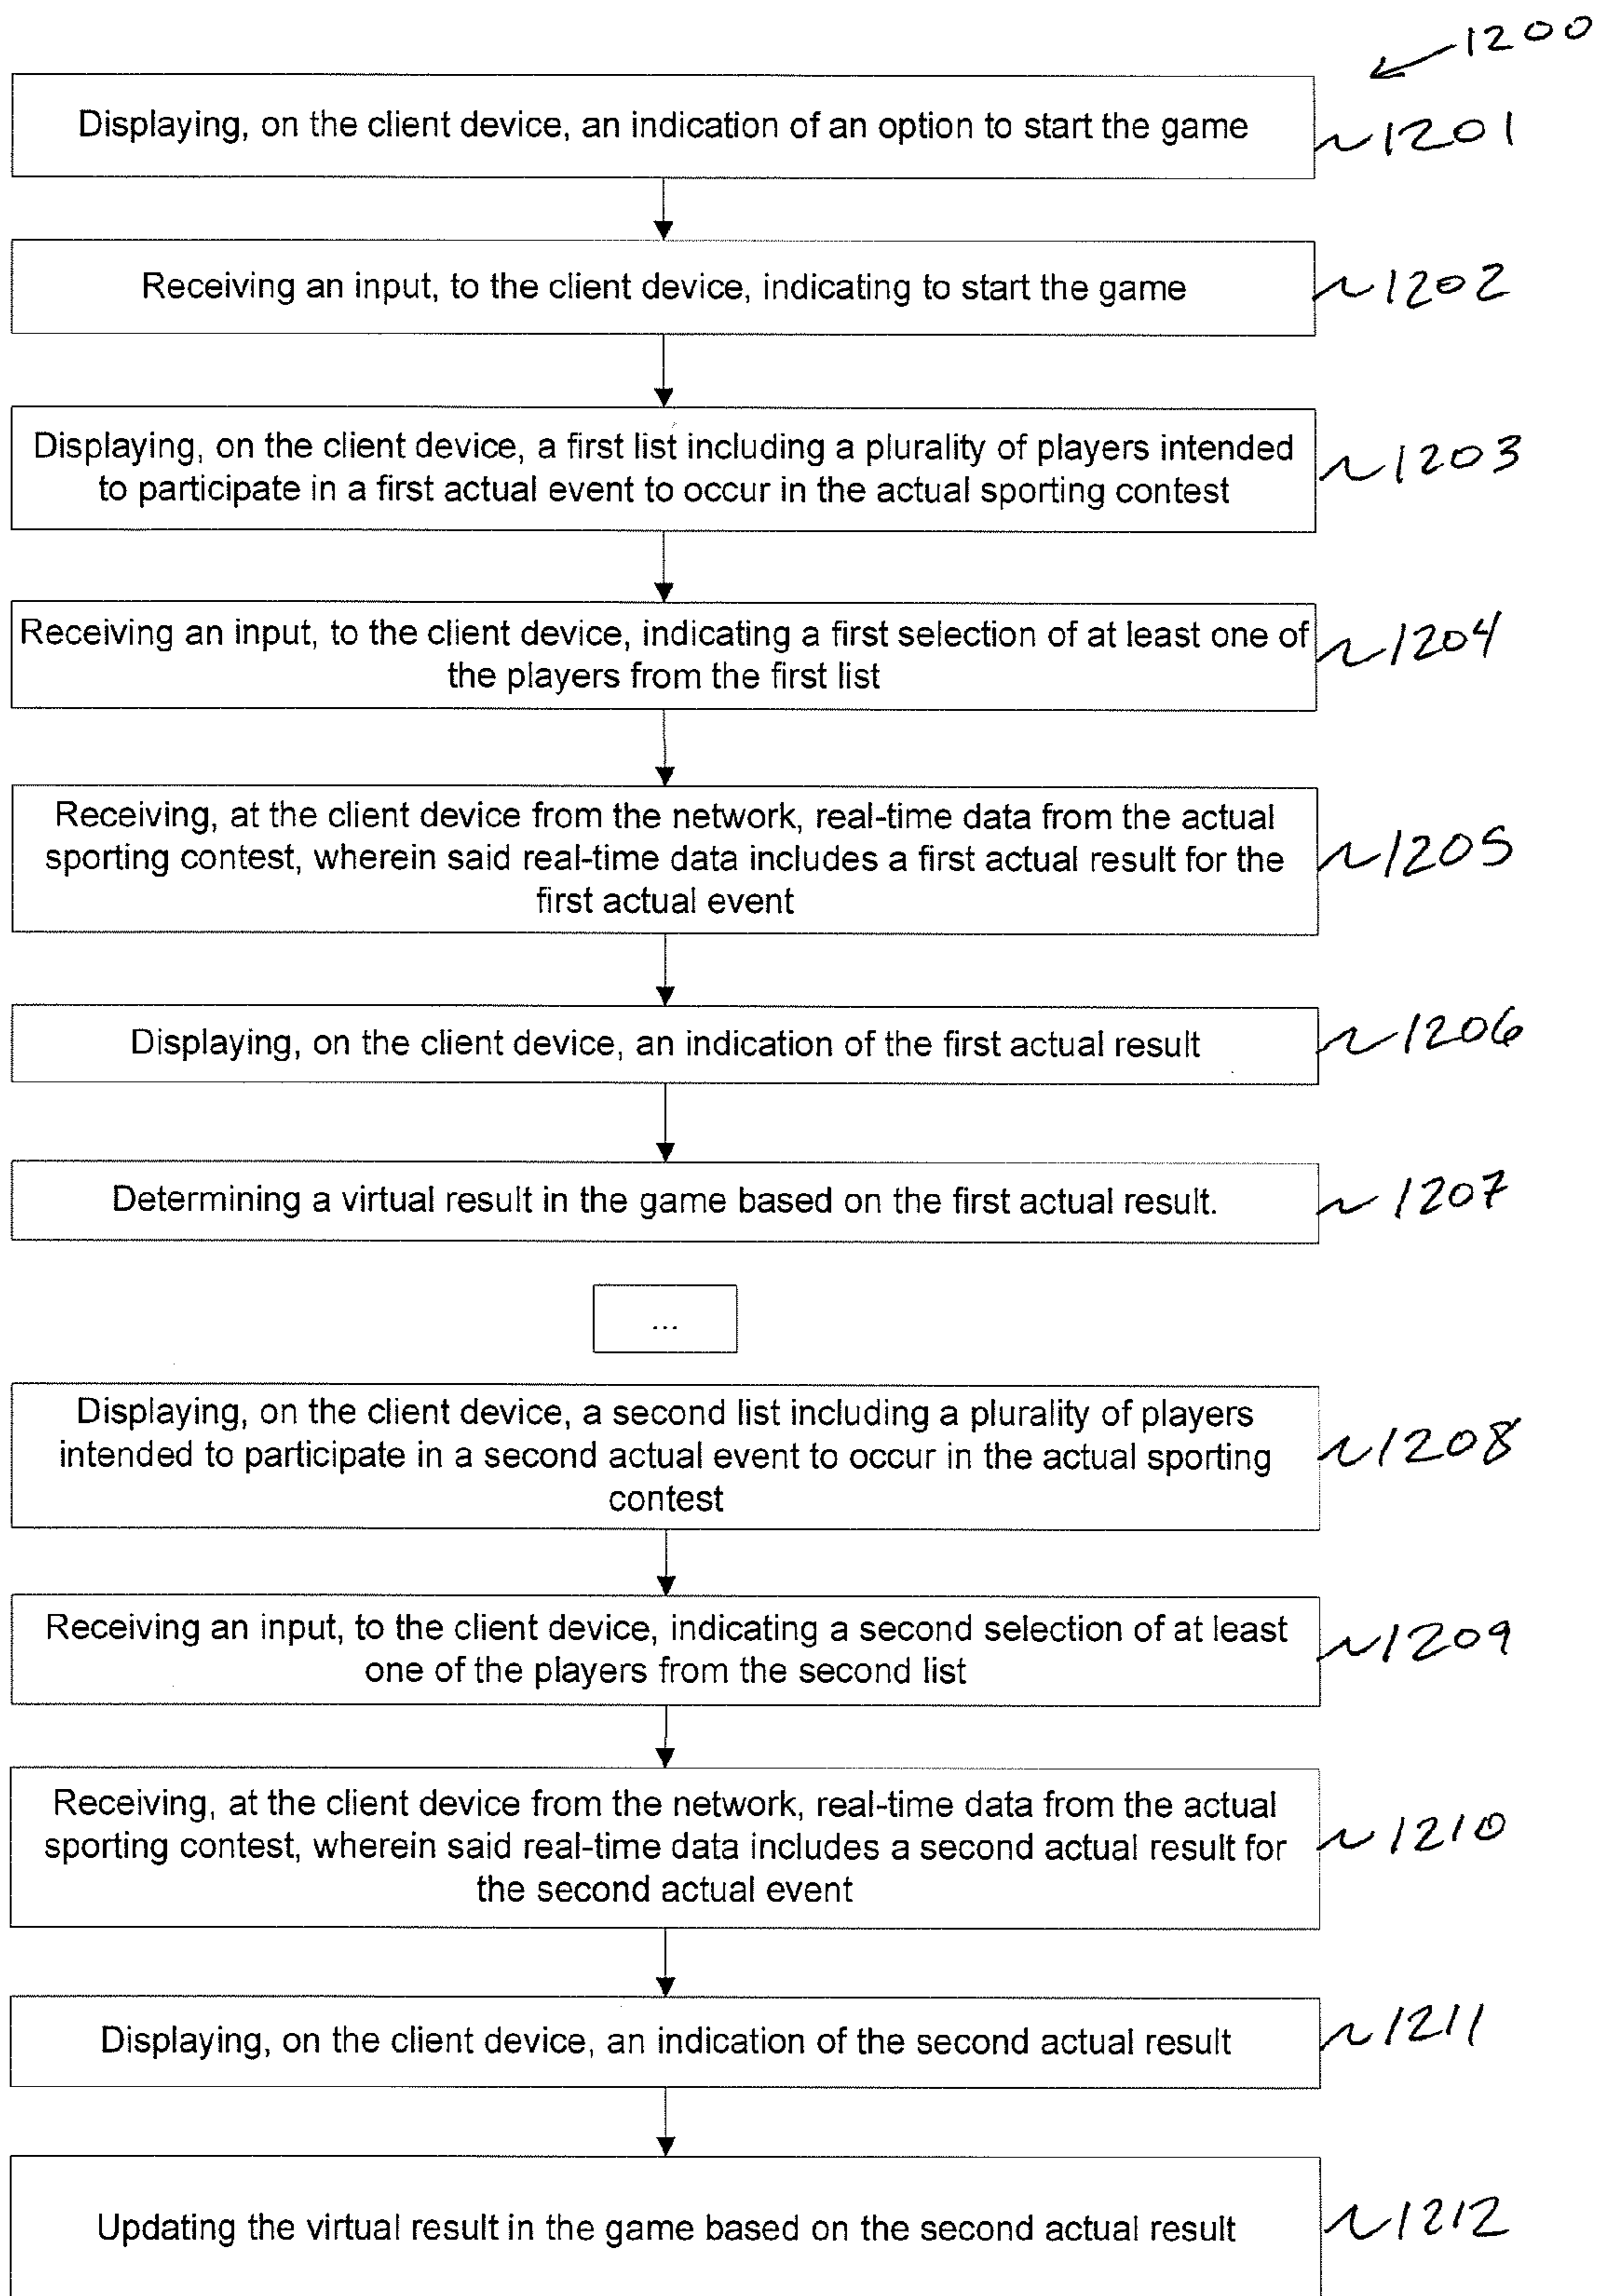 1200
Displaying, on the client device, an indication of an option to start the game
1201
Receiving an input, to the client device, indicating to start the game
1202
Displaying, on the client device, a first list including a plurality of players intended
to participate in a first actual event to occur in the actual sporting contest
1203
Receiving an input, to the client device, indicating a first selection of at least one of
the players from the first list
1204
Receiving, at the client device from the network, real-time data from the actual
sporting contest, wherein said real-time data includes a first actual result for the
first actual event
1205
Displaying, on the client device, an indication of the first actual result
1206
Determining a virtual result in the game based on the first actual result.
1207
...
Displaying, on the client device, a second list including a plurality of players
intended to participate in a second actual event to occur in the actual sporting
contest
1208
Receiving an input, to the client device, indicating a second selection of at least
one of the players from the second list
1209
Receiving, at the client device from the network, real-time data from the actual
sporting contest, wherein said real-time data includes a second actual result for
the second actual event
1210
Displaying, on the client device, an indication of the second actual result
1211
Updating the virtual result in the game based on the second actual result
1212